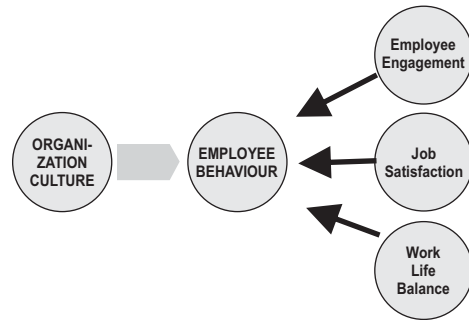 ORGANI-
ZATION
CULTURE
EMPLOYEE
BEHAVIOUR
Employee
Engagement
Job
Satisfaction
Work
Life
Balance